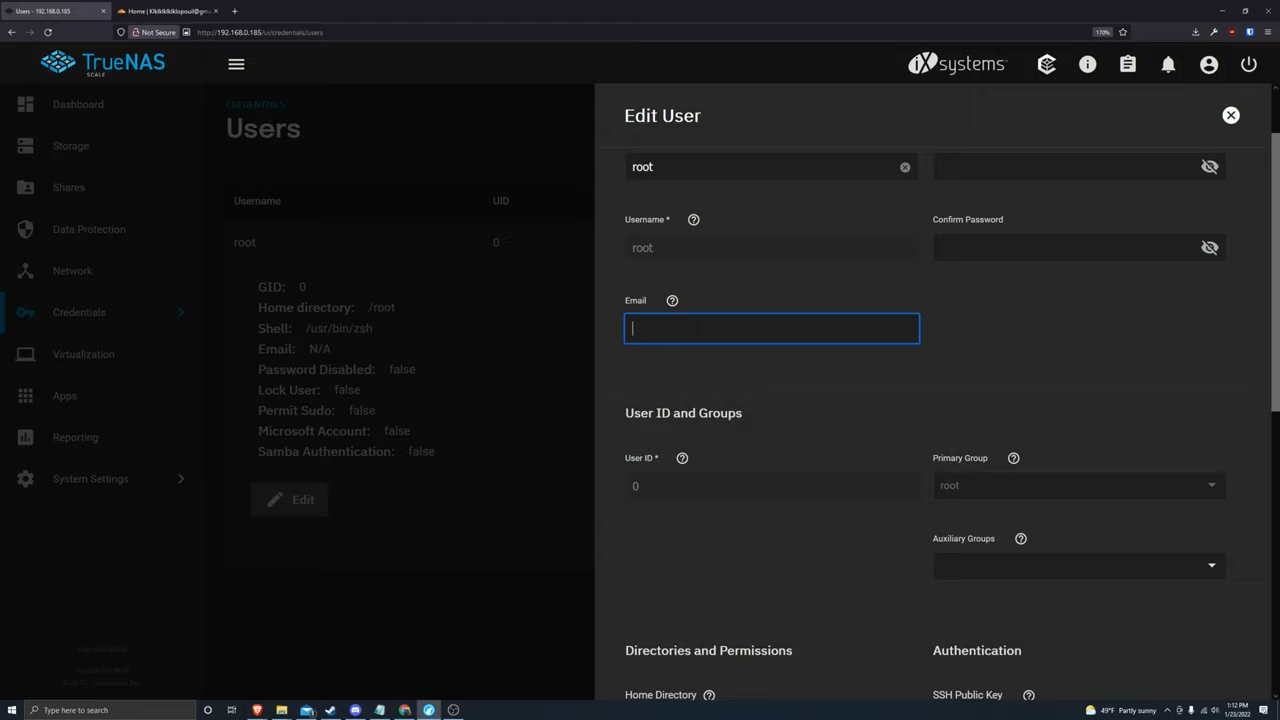 Users - 192.168.0.185
Home | Klklklklklopouil@gm
Not Secure
http://192.168.0.185/ui/credentials/users
170%
TrueNAS
SCALE
iXsystems
Dashboard
Storage
Shares
Data Protection
Network
Credentials
Virtualization
Apps
Reporting
System Settings
CREDENTIALS
Users
Username
UID
root
0
GID: 0
Home directory: /root
Shell: /usr/bin/zsh
Email: N/A
Password Disabled: false
Lock User: false
Permit Sudo: false
Microsoft Account: false
Samba Authentication: false
Edit
Edit User
root
Username *
Confirm Password
root
Email
User ID and Groups
User ID *
Primary Group
0
root
Auxiliary Groups
Directories and Permissions
Authentication
Home Directory
SSH Public Key
Type here to search
49°F Partly sunny
1:12 PM
1/23/2022